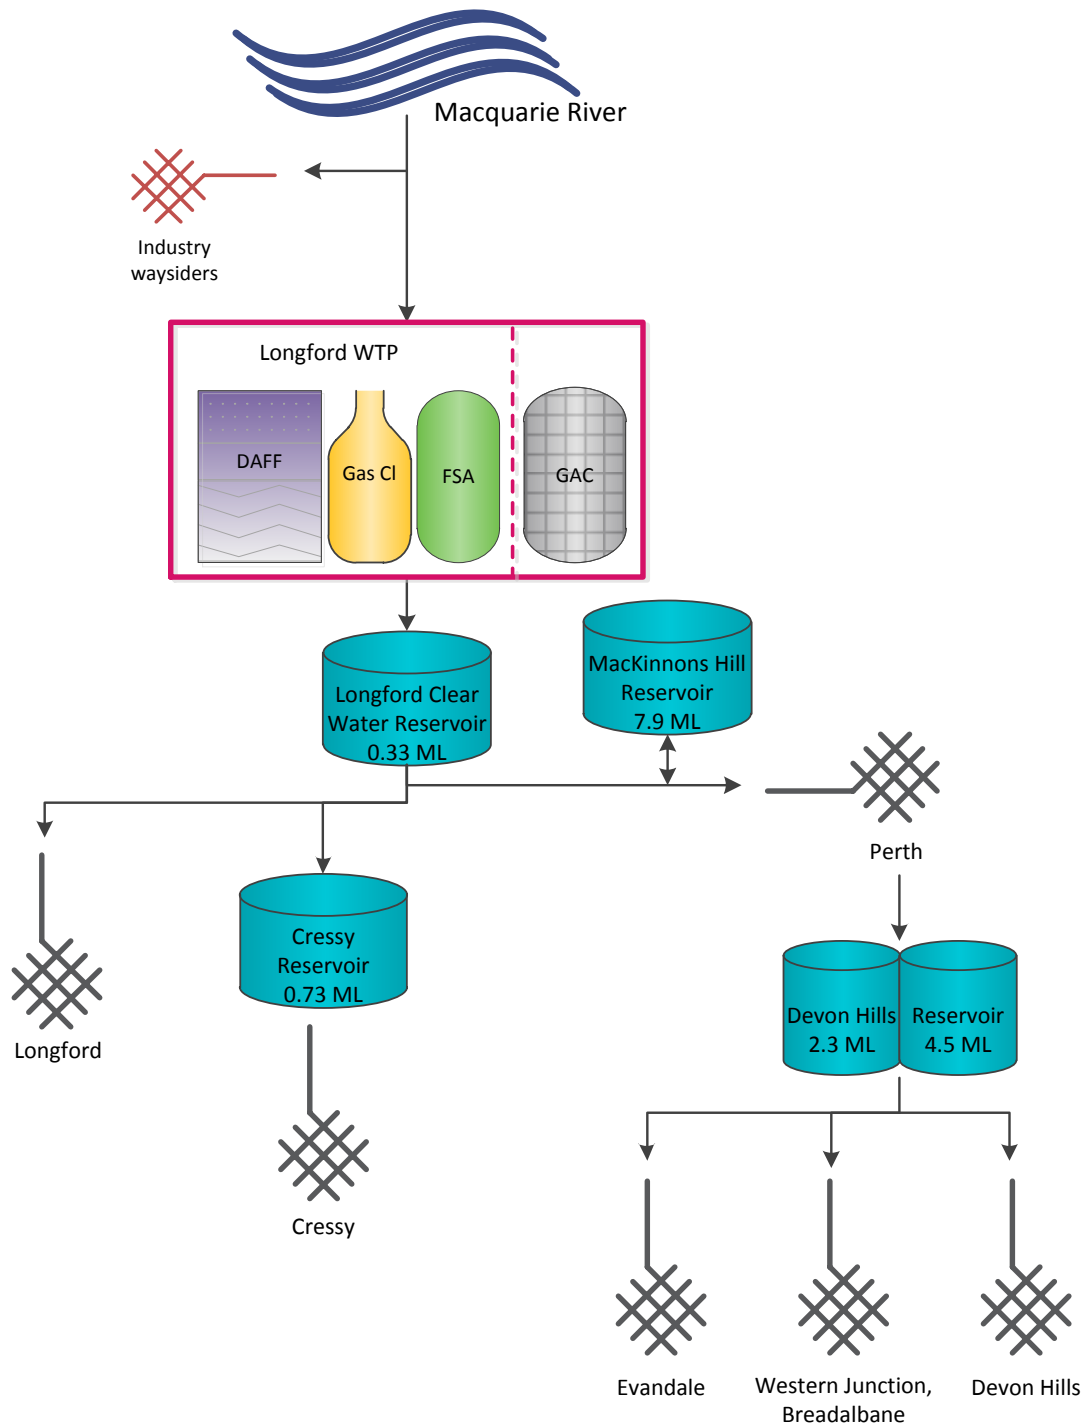 Macquarie River
Industry
waysiders
Longford WTP
DAFF
Gas Cl
FSA
GAC
Longford Clear
Water Reservoir
0.33 ML
MacKinnons Hill
Reservoir
7.9 ML
Perth
Cressy
Reservoir
0.73 ML
Longford
Devon Hills
2.3 ML
Reservoir
4.5 ML
Cressy
Evandale
Western Junction,
Breadalbane
Devon Hills